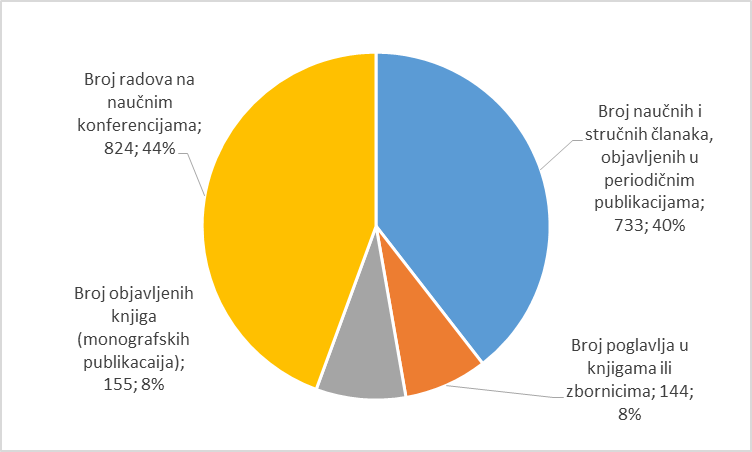 Broj radova na
naučnim
konferencijama;
824; 44%
Broj naučnih i
stručnih članaka,
objavljenih u
periodičnim
publikacijama;
733; 40%
Broj objavljenih
knjiga
(monografskih
publikacaija);
155; 8%
Broj poglavlja u
knjigama ili
zbornicima; 144;
8%